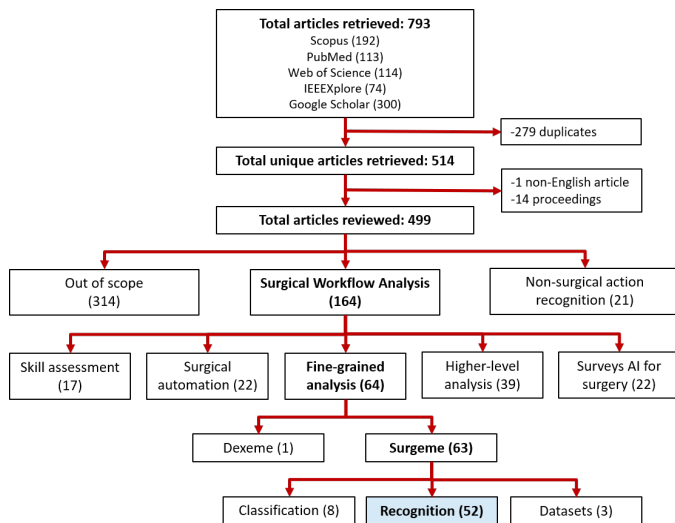 Total articles retrieved: 793
Scopus (192)
PubMed (113)
Web of Science (114)
IEEEXplore (74)
Google Scholar (300)
-279 duplicates
Total unique articles retrieved: 514
-1 non-English article
-14 proceedings
Total articles reviewed: 499
Out of scope
(314)
Surgical Workflow Analysis
(164)
Non-surgical action
recognition (21)
Skill assessment
(17)
Surgical
automation (22)
Fine-grained
analysis (64)
Higher-level
analysis (39)
Surveys AI for
surgery (22)
Dexeme (1)
Surgeme (63)
Classification (8)
Recognition (52)
Datasets (3)